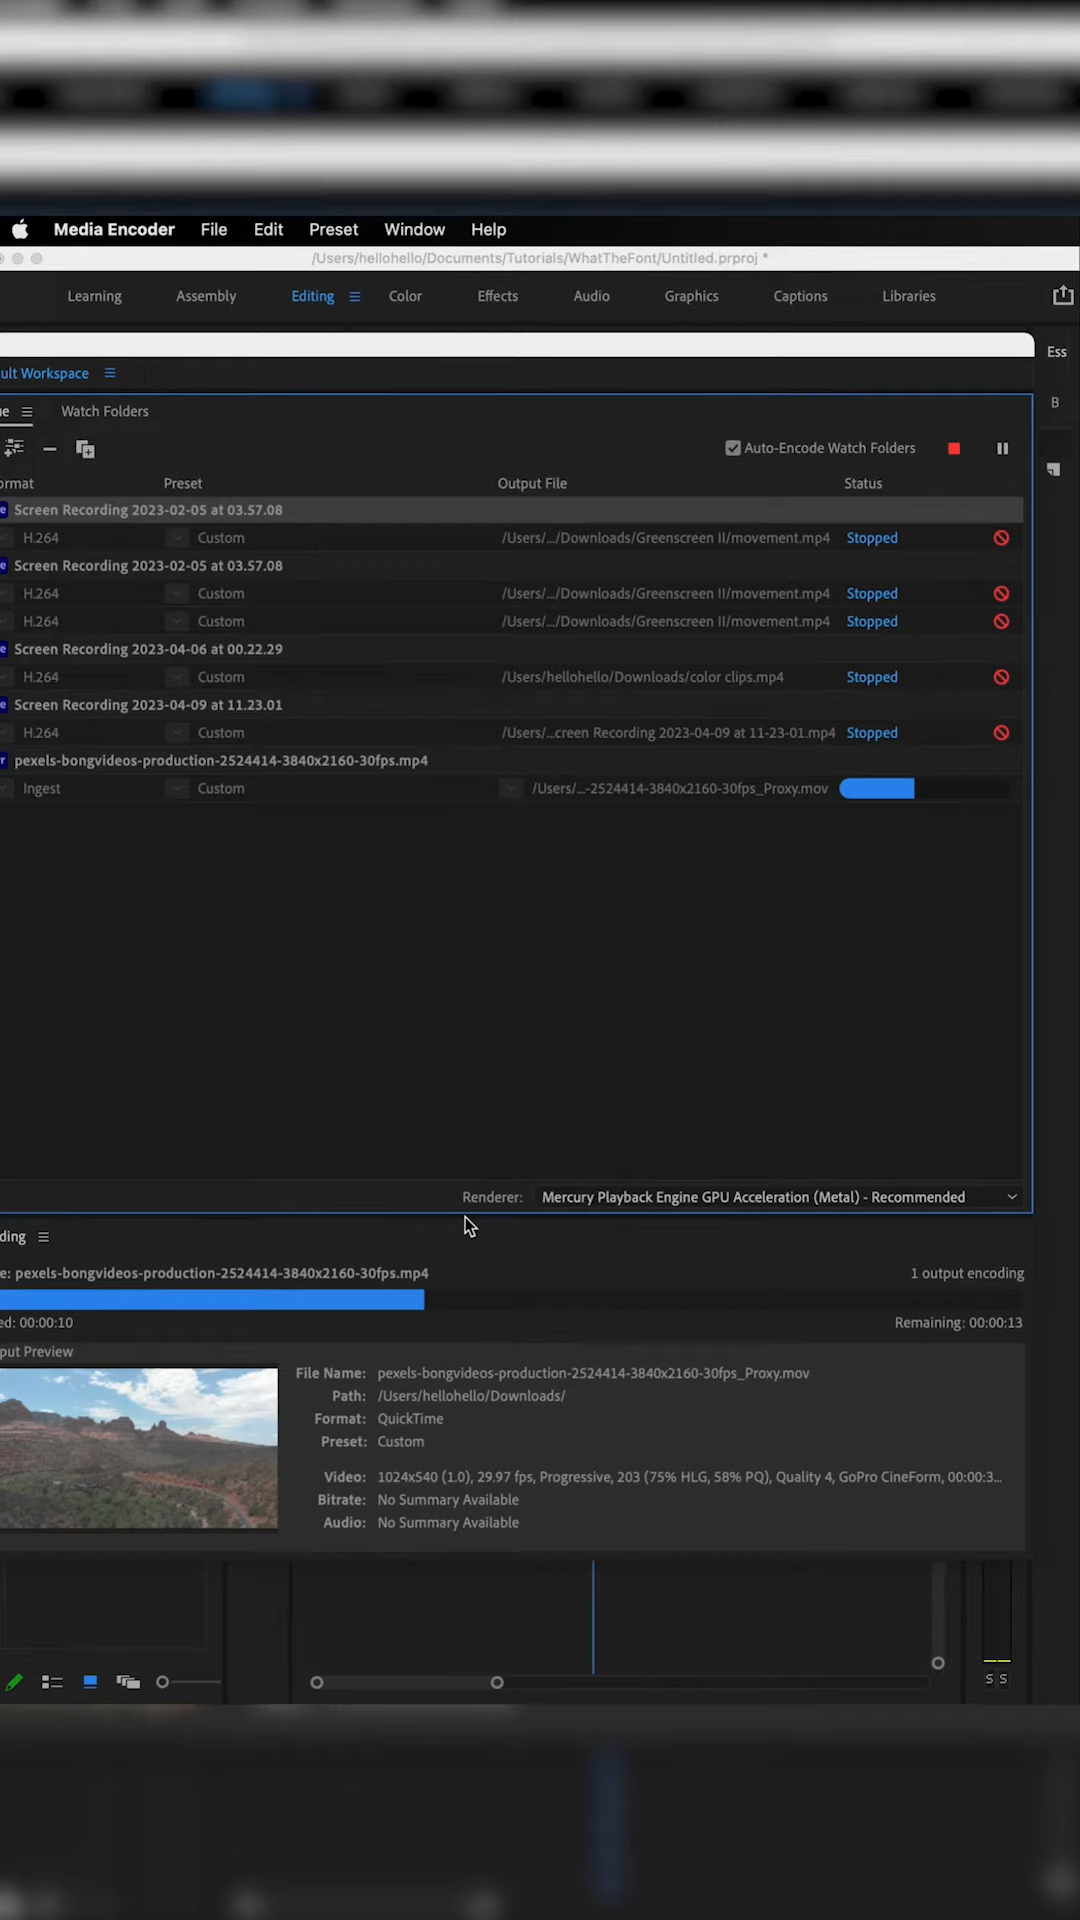 Media Encoder File Edit Preset Window Help
/Users/hellohello/Documents/Tutorials/WhatTheFont/Untitled.prproj *
Learning Assembly Editing Color Effects Audio Graphics Captions Libraries
Ess
ult Workspace
B
ue Watch Folders
Auto-Encode Watch Folders
ormat Preset Output File Status
Screen Recording 2023-02-05 at 03.57.08
H.264 Custom /Users/.../Downloads/Greenscreen II/movement.mp4 Stopped
Screen Recording 2023-02-05 at 03.57.08
H.264 Custom /Users/.../Downloads/Greenscreen II/movement.mp4 Stopped
H.264 Custom /Users/.../Downloads/Greenscreen II/movement.mp4 Stopped
Screen Recording 2023-04-06 at 00.22.29
H.264 Custom /Users/hellohello/Downloads/color clips.mp4 Stopped
Screen Recording 2023-04-09 at 11.23.01
H.264 Custom /Users/...creen Recording 2023-04-09 at 11-23-01.mp4 Stopped
pexels-bongvideos-production-2524414-3840x2160-30fps.mp4
Ingest Custom /Users/...-2524414-3840x2160-30fps_Proxy.mov
Renderer: Mercury Playback Engine GPU Acceleration (Metal) - Recommended
ding
e: pexels-bongvideos-production-2524414-3840x2160-30fps.mp4 1 output encoding
ed: 00:00:10 Remaining: 00:00:13
put Preview
File Name: pexels-bongvideos-production-2524414-3840x2160-30fps_Proxy.mov
Path: /Users/hellohello/Downloads/
Format: QuickTime
Preset: Custom
Video: 1024x540 (1.0), 29.97 fps, Progressive, 203 (75% HLG, 58% PQ), Quality 4, GoPro CineForm, 00:00:3...
Bitrate: No Summary Available
Audio: No Summary Available
S S